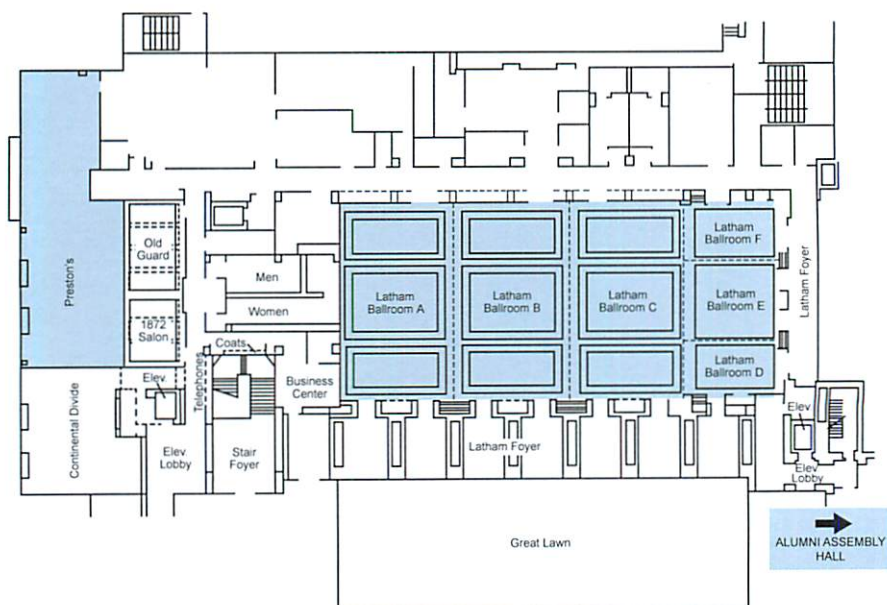 Preston's
Old
Guard
1872
Salon
Continental Divide
Elev
Elev
Lobby
Telephones
Men
Women
Coats
Stair
Foyer
Business
Center
Latham
Ballroom A
Latham
Ballroom B
Latham
Ballroom C
Latham
Ballroom F
Latham
Ballroom E
Latham
Ballroom D
Latham Foyer
Latham Foyer
Elev
Elev
Lobby
Great Lawn
ALUMNI ASSEMBLY
HALL